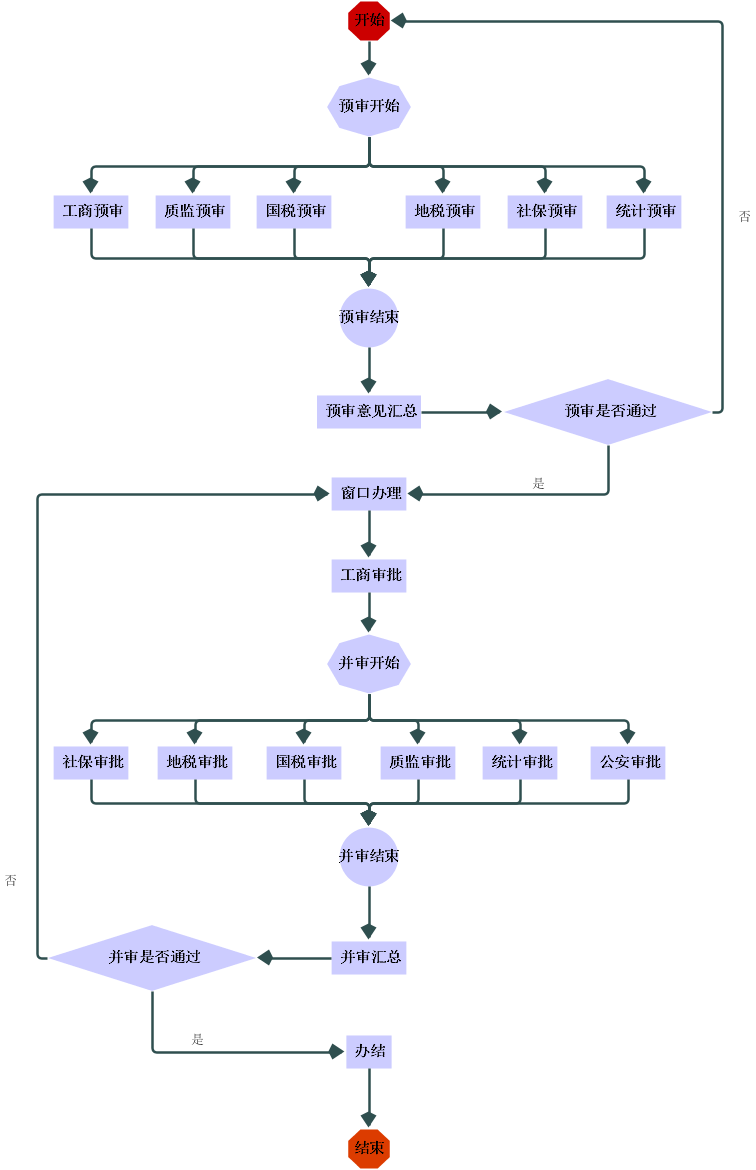 开始
预审开始
工商预审
质监预审
国税预审
地税预审
社保预审
统计预审
否
预审结束
预审意见汇总
预审是否通过
是
窗口办理
工商审批
并审开始
社保审批
地税审批
国税审批
质监审批
统计审批
公安审批
并审结束
否
并审是否通过
并审汇总
是
办结
结束